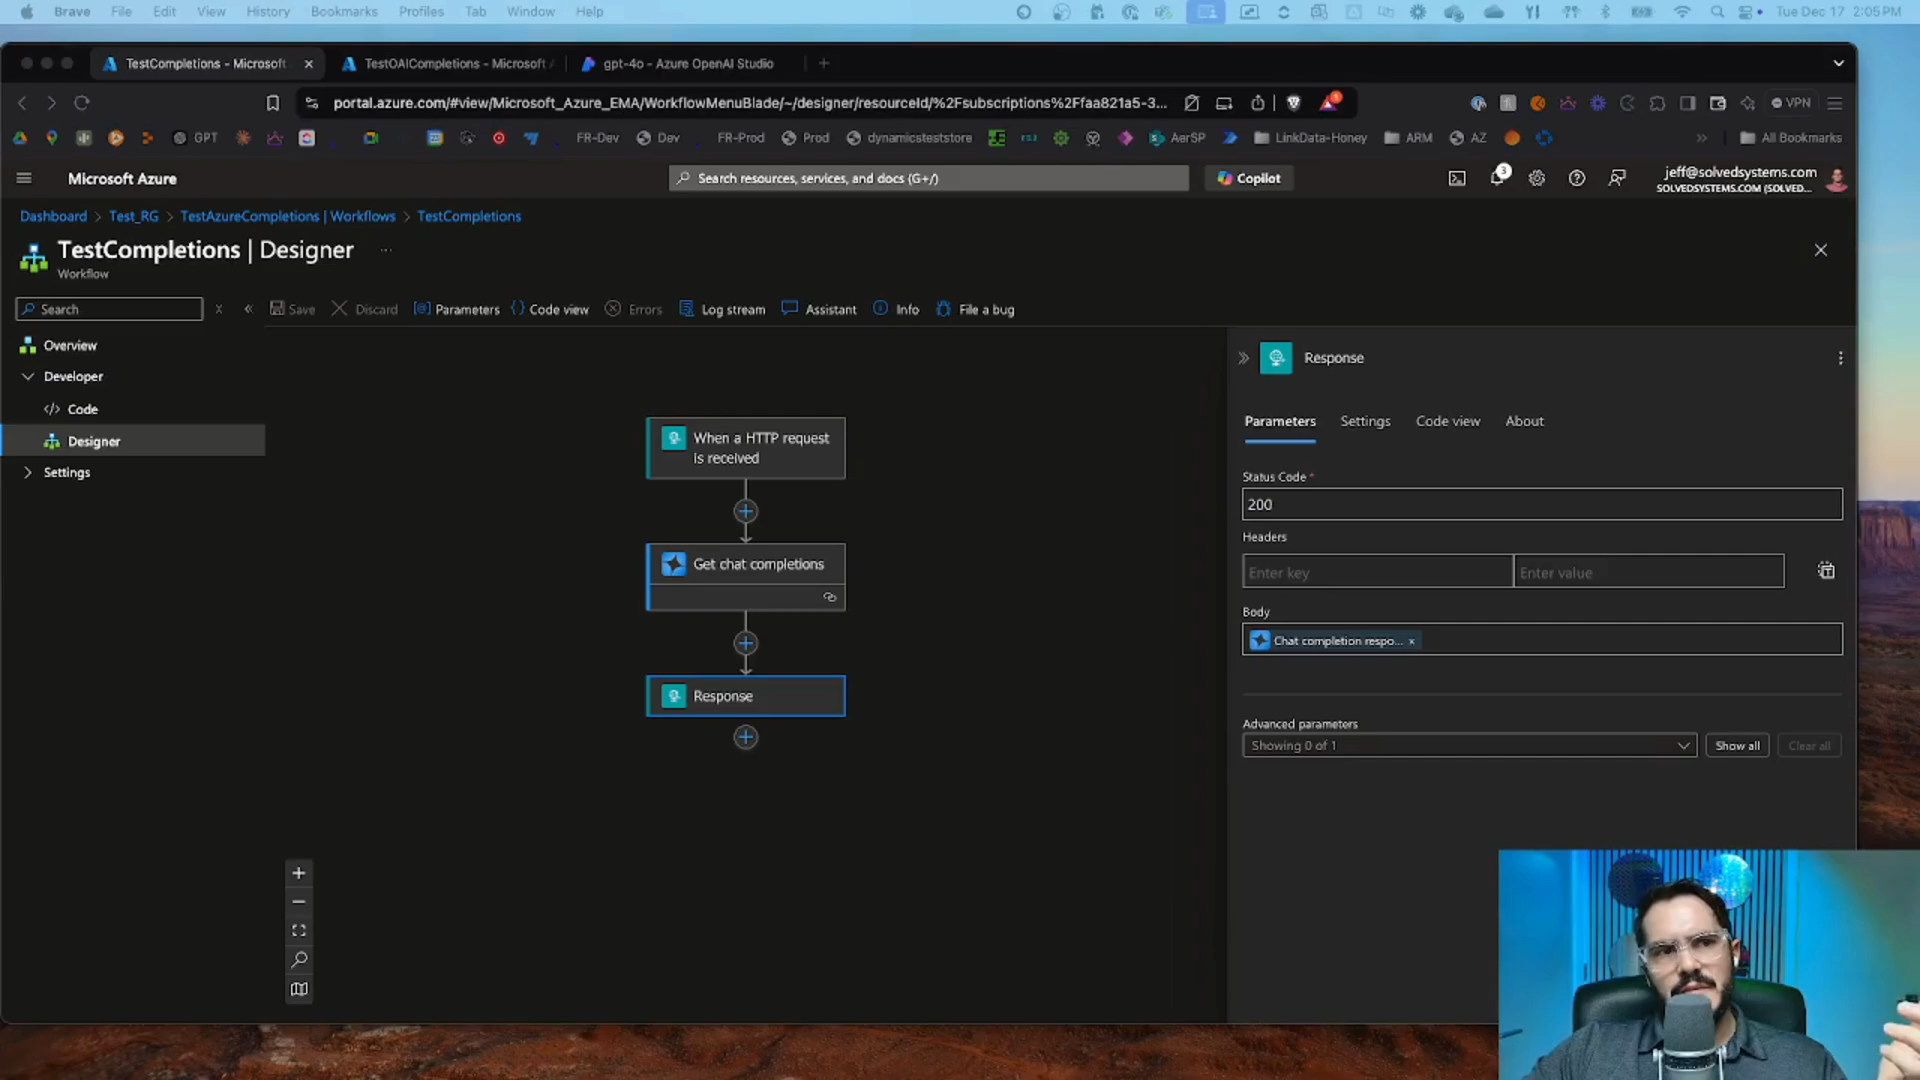 Brave File Edit View History Bookmarks Profiles Tab Window Help Tue Dec 17 2:05 PM
TestCompletions - Microsoft TestOAICompletions - Microsoft gpt-4o - Azure OpenAI Studio
portal.azure.com/#view/Microsoft_Azure_EMA/WorkflowMenuBlade/~/designer/resourceId/%2Fsubscriptions%2Ffaa821a5-3... VPN
GPT FR-Dev Dev FR-Prod Prod dynamicsteststore AerSP LinkData-Honey ARM AZ All Bookmarks
Microsoft Azure Search resources, services, and docs (G+/) Copilot 3 jeff@solvedsystems.com
SOLVEDSYSTEMS.COM (SOLVED...
Dashboard > Test_RG > TestAzureCompletions | Workflows > TestCompletions
TestCompletions | Designer ...
Workflow
Search Save Discard Parameters Code view Errors Log stream Assistant Info File a bug
Overview
Developer
Code
Designer
Settings
When a HTTP request
is received
Get chat completions
Response
Response
Parameters Settings Code view About
Status Code *
200
Headers
Enter key Enter value
Body
Chat completion respo... ×
Advanced parameters
Showing 0 of 1 Show all Clear all